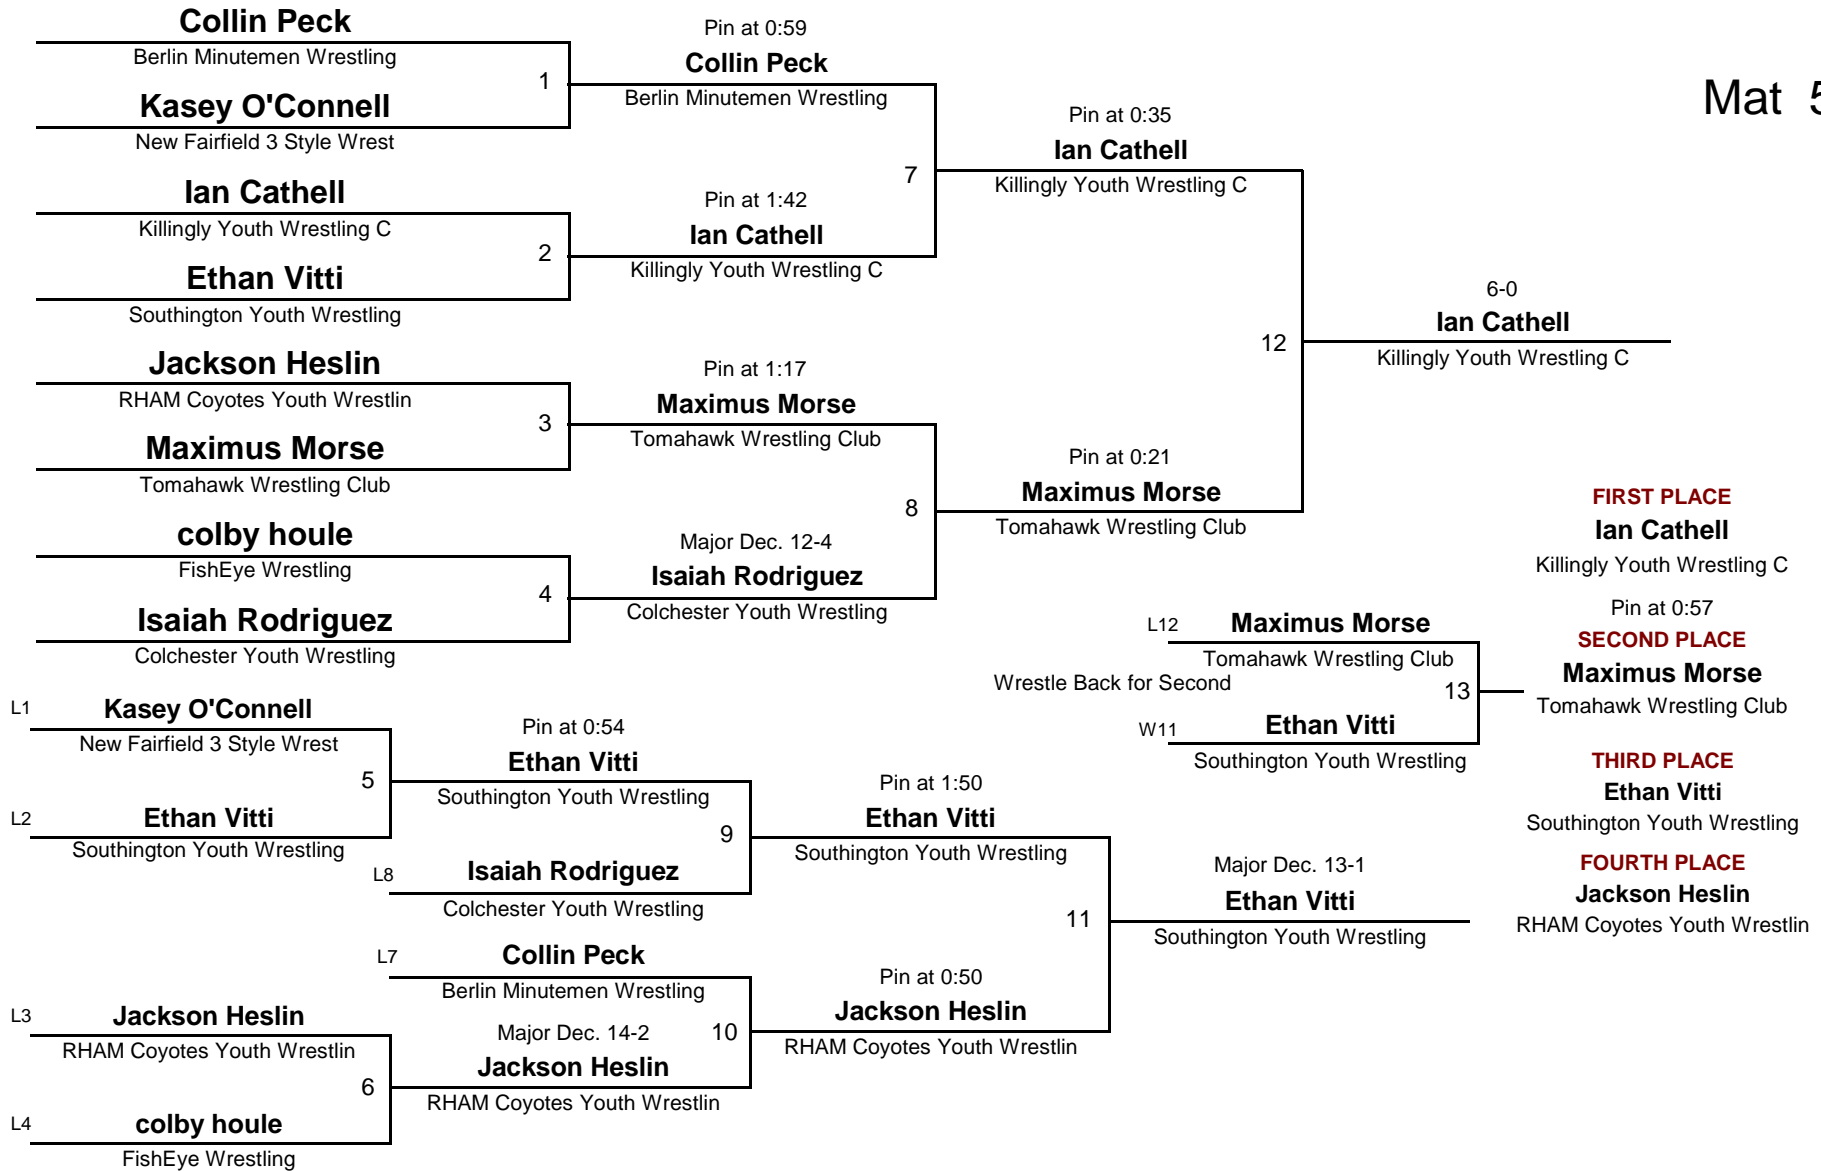 Collin Peck
Berlin Minutemen Wrestling
1
Kasey O'Connell
New Fairfield 3 Style Wrest
Ian Cathell
Killingly Youth Wrestling C
2
Ethan Vitti
Southington Youth Wrestling
Jackson Heslin
RHAM Coyotes Youth Wrestlin
3
Maximus Morse
Tomahawk Wrestling Club
colby houle
FishEye Wrestling
4
Isaiah Rodriguez
Colchester Youth Wrestling
Pin at 0:59
Collin Peck
Berlin Minutemen Wrestling
7
Pin at 1:42
Ian Cathell
Killingly Youth Wrestling C
Pin at 1:17
Maximus Morse
Tomahawk Wrestling Club
8
Major Dec. 12-4
Isaiah Rodriguez
Colchester Youth Wrestling
Pin at 0:35
Ian Cathell
Killingly Youth Wrestling C
12
Pin at 0:21
Maximus Morse
Tomahawk Wrestling Club
Mat 5
6-0
Ian Cathell
Killingly Youth Wrestling C
L1 Kasey O'Connell
New Fairfield 3 Style Wrest
5
L2 Ethan Vitti
Southington Youth Wrestling
L3 Jackson Heslin
RHAM Coyotes Youth Wrestlin
6
L4 colby houle
FishEye Wrestling
Pin at 0:54
Ethan Vitti
Southington Youth Wrestling
9
L8 Isaiah Rodriguez
Colchester Youth Wrestling
L7 Collin Peck
Berlin Minutemen Wrestling
Major Dec. 14-2 10
Jackson Heslin
RHAM Coyotes Youth Wrestlin
Pin at 1:50
Ethan Vitti
Southington Youth Wrestling
11
Pin at 0:50
Jackson Heslin
RHAM Coyotes Youth Wrestlin
Major Dec. 13-1
Ethan Vitti
Southington Youth Wrestling
L12 Maximus Morse
Tomahawk Wrestling Club
Wrestle Back for Second 13
W11 Ethan Vitti
Southington Youth Wrestling
FIRST PLACE
Ian Cathell
Killingly Youth Wrestling C
Pin at 0:57
SECOND PLACE
Maximus Morse
Tomahawk Wrestling Club
THIRD PLACE
Ethan Vitti
Southington Youth Wrestling
FOURTH PLACE
Jackson Heslin
RHAM Coyotes Youth Wrestlin